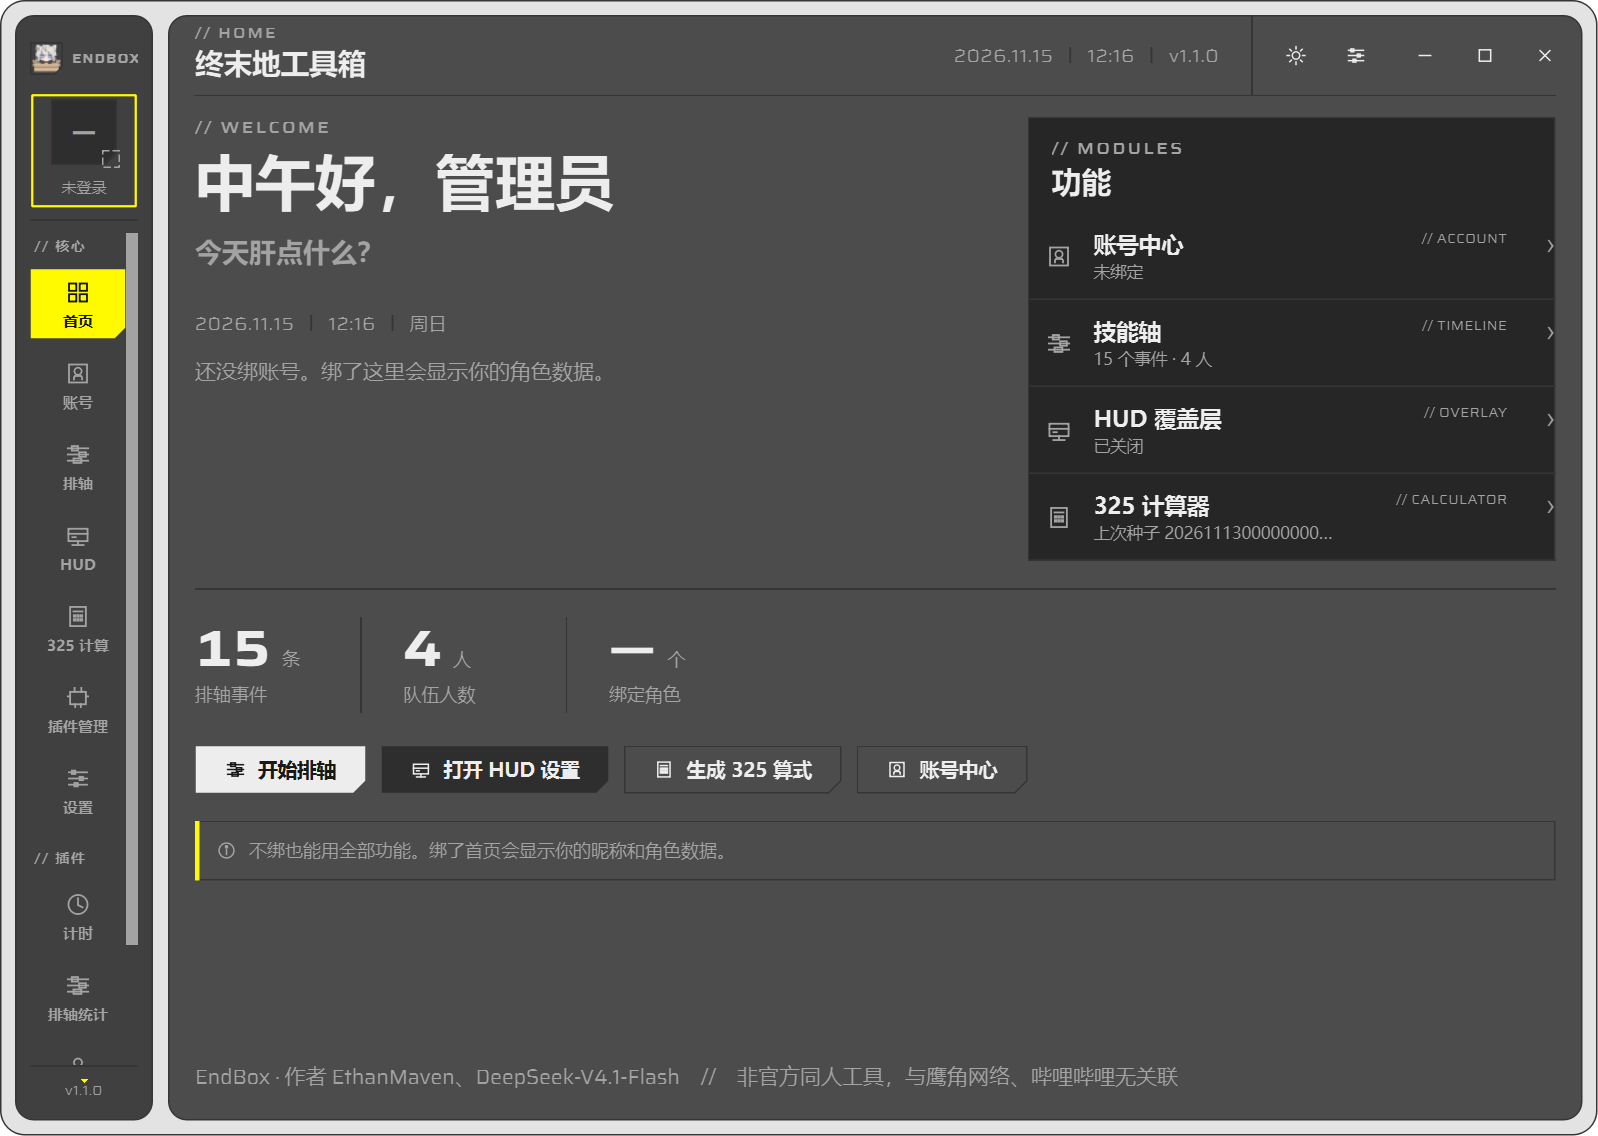 ENDBOX
未登录
// 核心
首页
账号
排轴
HUD
325 计算
插件管理
设置
// 插件
计时
排轴统计
v1.1.0
// HOME
终末地工具箱
2026.11.15 | 12:16 | v1.1.0
// WELCOME
中午好，管理员
今天肝点什么？
2026.11.15 | 12:16 | 周日
还没绑账号。绑了这里会显示你的角色数据。
// MODULES
功能
账号中心
// ACCOUNT
未绑定
技能轴
// TIMELINE
15 个事件 · 4 人
HUD 覆盖层
// OVERLAY
已关闭
325 计算器
// CALCULATOR
上次种子 2026111300000000...
15 条
排轴事件
4 人
队伍人数
— 个
绑定角色
开始排轴
打开 HUD 设置
生成 325 算式
账号中心
不绑也能用全部功能。绑了首页会显示你的昵称和角色数据。
EndBox · 作者 EthanMaven、DeepSeek-V4.1-Flash // 非官方同人工具，与鹰角网络、哔哩哔哩无关联